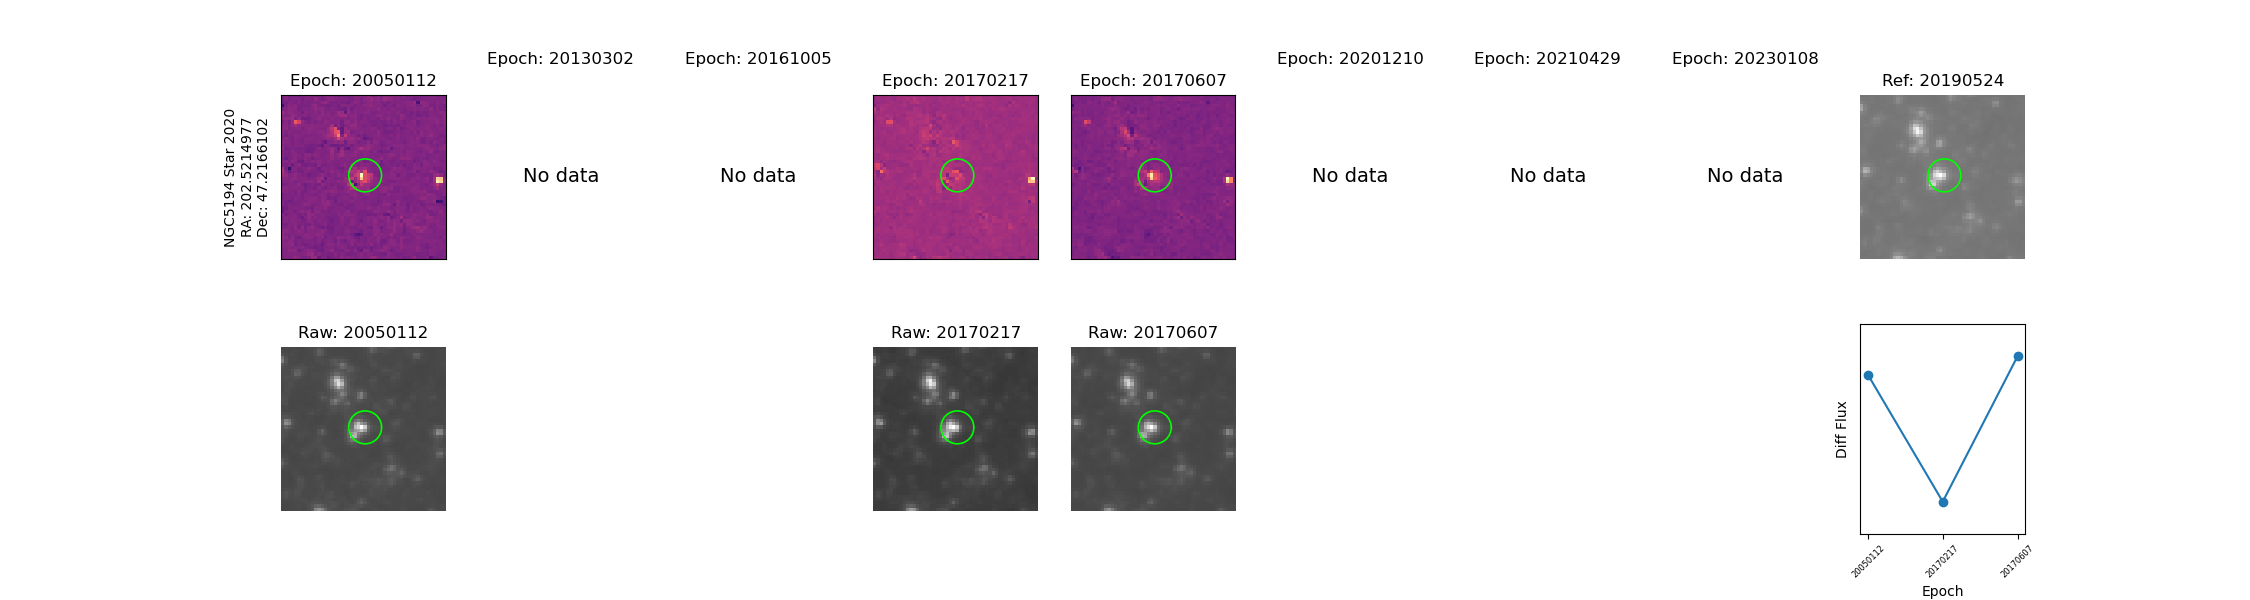 Epoch: 20050112
Epoch: 20130302
Epoch: 20161005
Epoch: 20170217
Epoch: 20170607
Epoch: 20201210
Epoch: 20210429
Epoch: 20230108
Ref: 20190524
NGC5194 Star 2020
RA: 202.5214977
Dec: 47.2166102
No data
No data
No data
No data
No data
Raw: 20050112
Raw: 20170217
Raw: 20170607
Diff Flux
20050112
20170217
20170607
Epoch